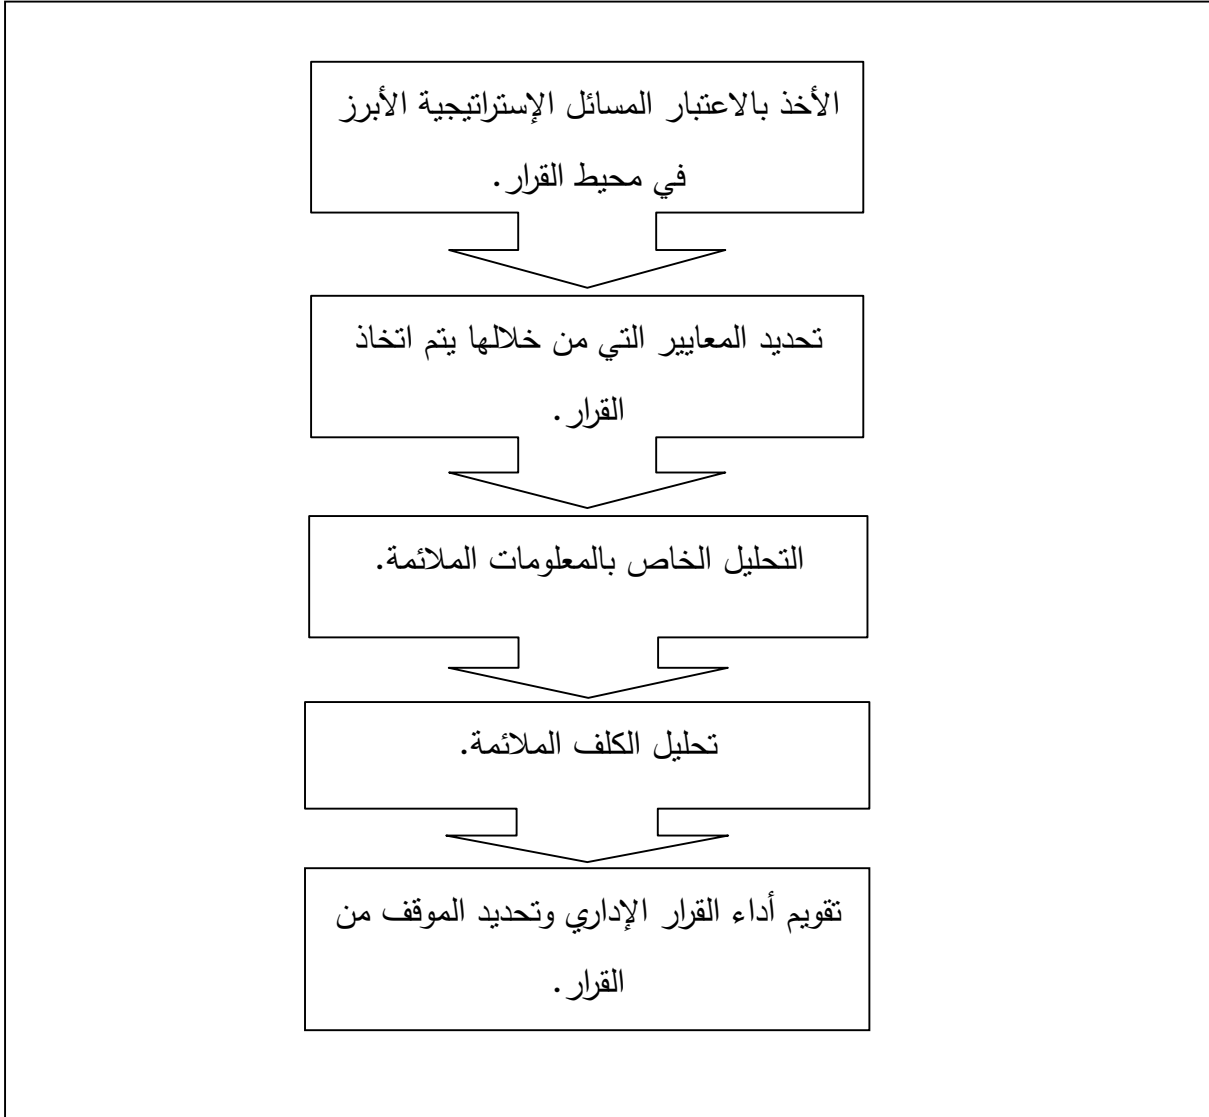 الأخذ بالاعتبار المسائل الإستراتيجية الأبرز
في محيط القرار.
تحديد المعايير التي من خلالها يتم اتخاذ
القرار.
التحليل الخاص بالمعلومات الملائمة.
تحليل الكلف الملائمة.
تقويم أداء القرار الإداري وتحديد الموقف من
القرار.